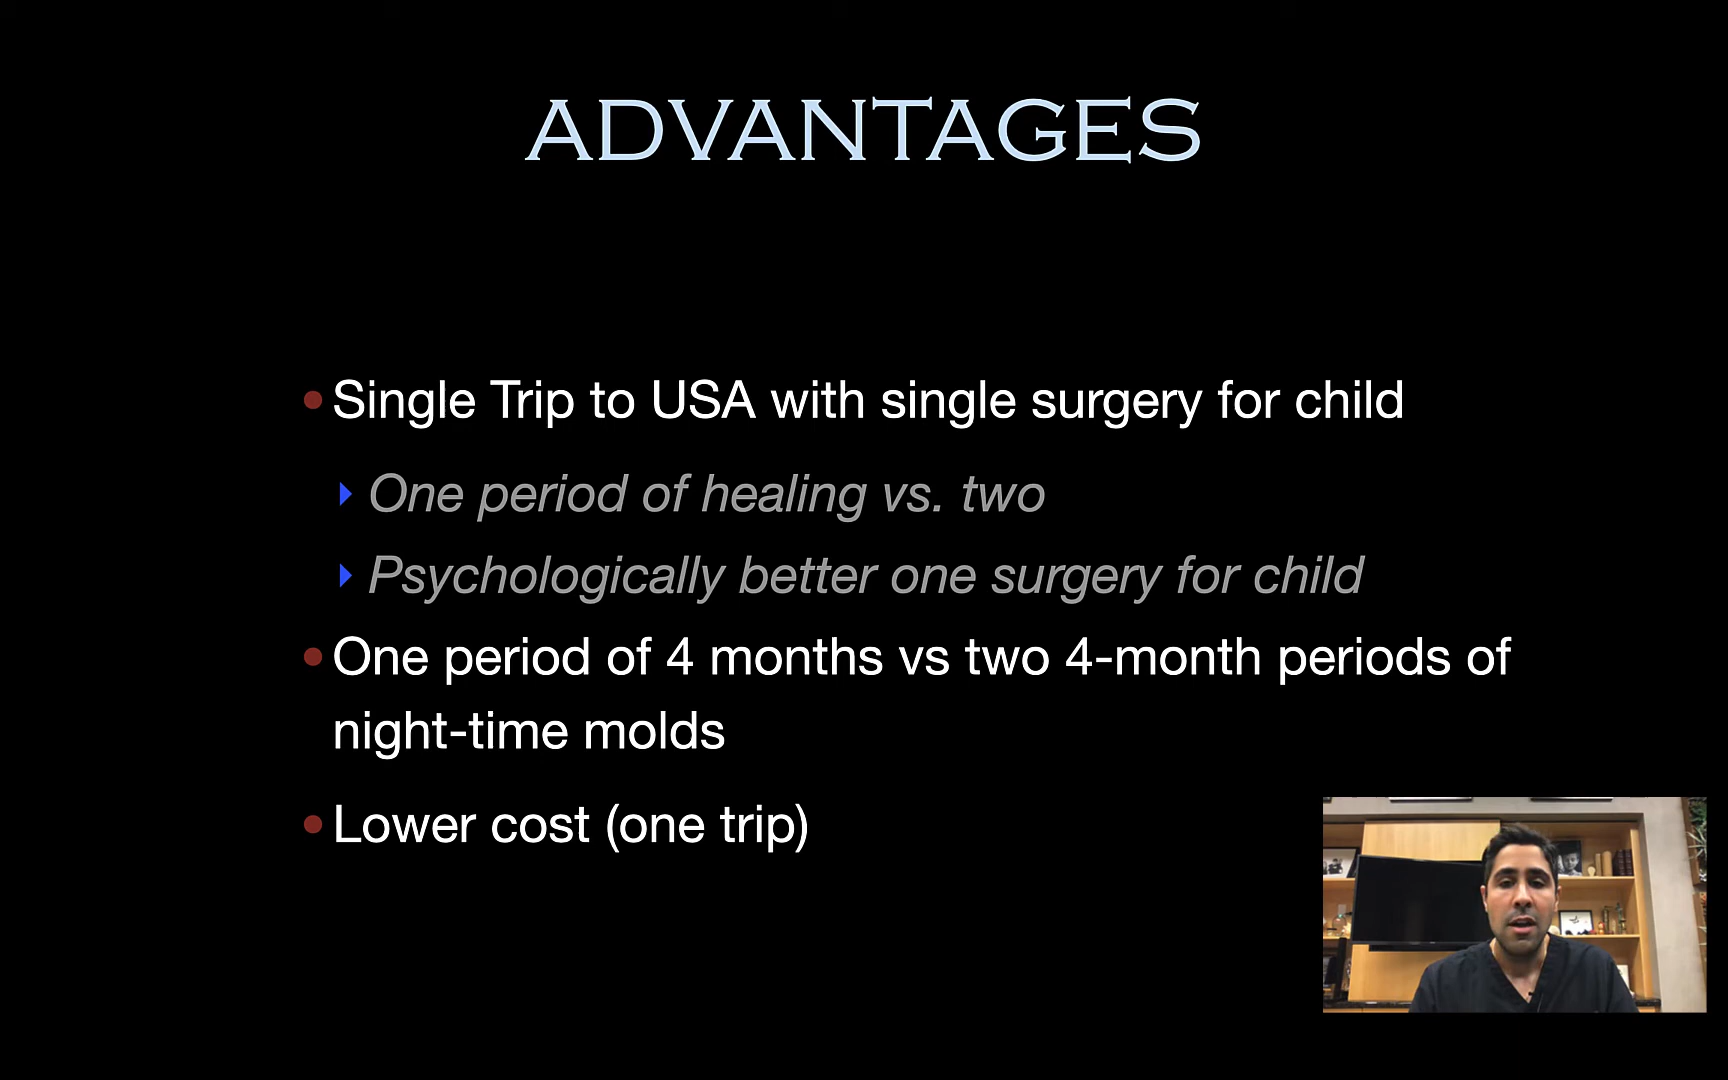 ADVANTAGES
Single Trip to USA with single surgery for child
One period of healing vs. two
Psychologically better one surgery for child
One period of 4 months vs two 4-month periods of
night-time molds
Lower cost (one trip)